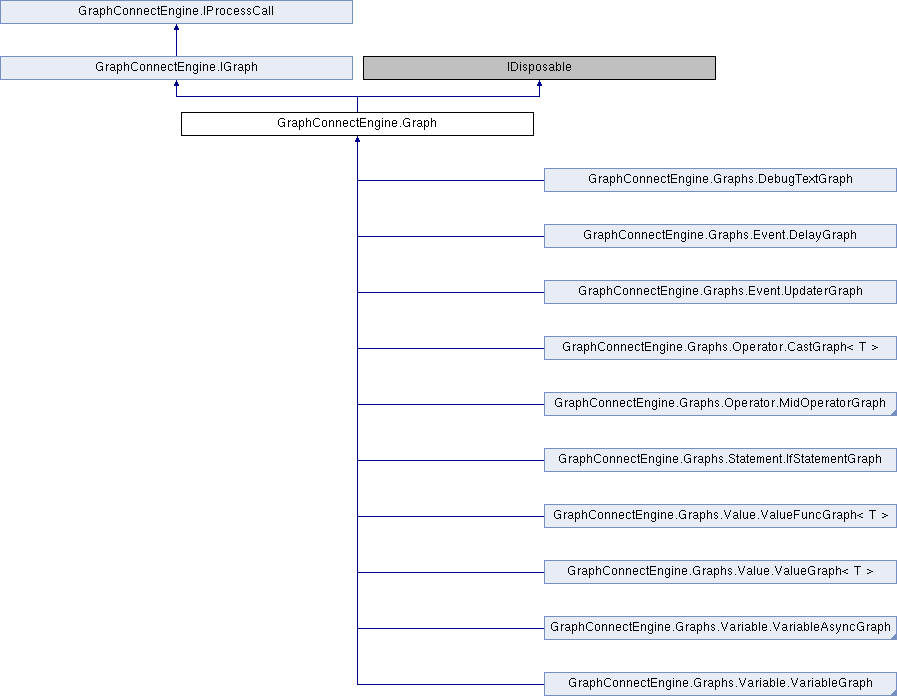 GraphConnectEngine.IProcessCall
GraphConnectEngine.IGraph
IDisposable
GraphConnectEngine.Graph
GraphConnectEngine.Graphs.DebugTextGraph
GraphConnectEngine.Graphs.Event.DelayGraph
GraphConnectEngine.Graphs.Event.UpdaterGraph
GraphConnectEngine.Graphs.Operator.CastGraph< T >
GraphConnectEngine.Graphs.Operator.MidOperatorGraph
GraphConnectEngine.Graphs.Statement.IfStatementGraph
GraphConnectEngine.Graphs.Value.ValueFuncGraph< T >
GraphConnectEngine.Graphs.Value.ValueGraph< T >
GraphConnectEngine.Graphs.Variable.VariableAsyncGraph
GraphConnectEngine.Graphs.Variable.VariableGraph